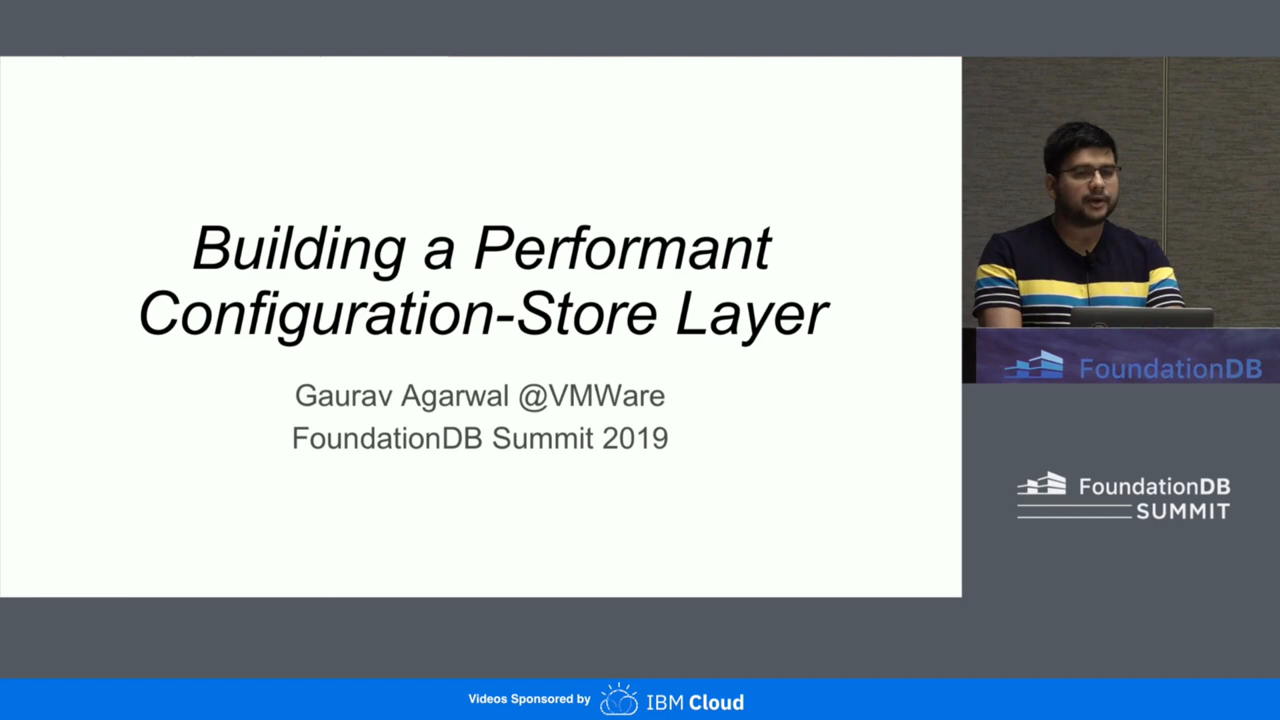 Building a Performant
Configuration-Store Layer
Gaurav Agarwal @VMWare
FoundationDB Summit 2019
FoundationDB
FoundationDB
SUMMIT
Videos Sponsored by IBM Cloud